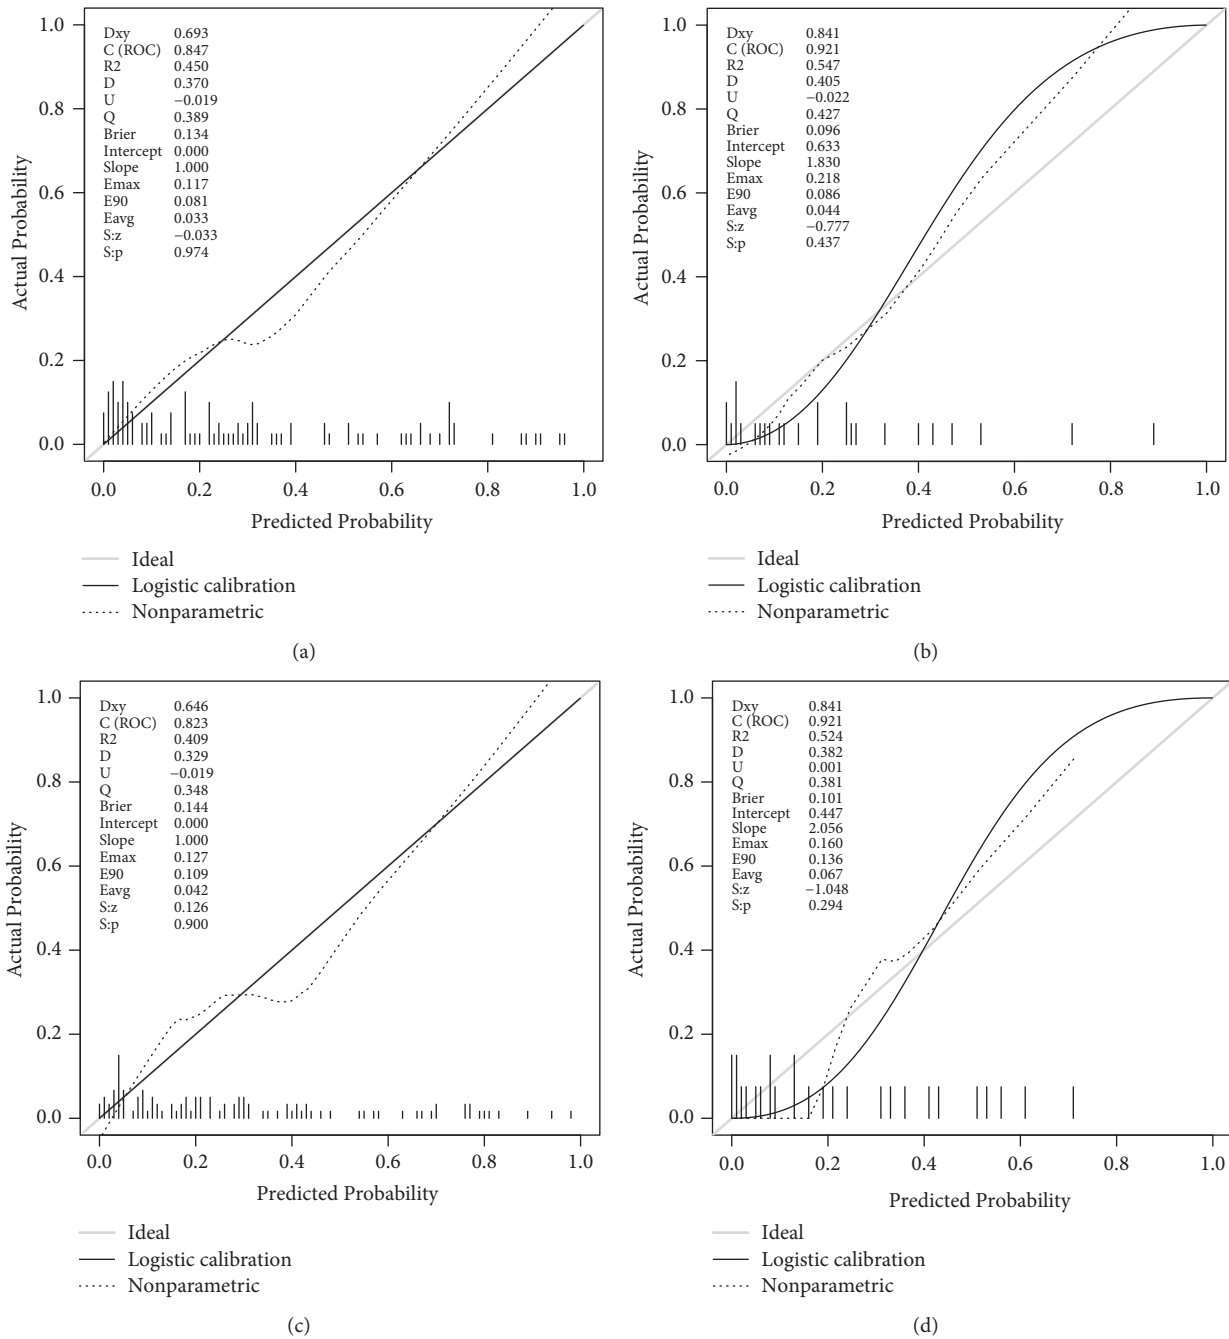 1.0
0.8
0.6
0.4
0.2
0.0
Actual Probability
Dxy 0.693
C (ROC) 0.847
R2 0.450
D 0.370
U −0.019
Q 0.389
Brier 0.134
Intercept 0.000
Slope 1.000
Emax 0.117
E90 0.081
Eavg 0.033
S:z −0.033
S:p 0.974
0.0 0.2 0.4 0.6 0.8 1.0
Predicted Probability
Ideal
Logistic calibration
Nonparametric
(a)
1.0
0.8
0.6
0.4
0.2
0.0
Actual Probability
Dxy 0.841
C (ROC) 0.921
R2 0.547
D 0.405
U −0.022
Q 0.427
Brier 0.096
Intercept 0.633
Slope 1.830
Emax 0.218
E90 0.086
Eavg 0.044
S:z −0.777
S:p 0.437
0.0 0.2 0.4 0.6 0.8 1.0
Predicted Probability
Ideal
Logistic calibration
Nonparametric
(b)
1.0
0.8
0.6
0.4
0.2
0.0
Actual Probability
Dxy 0.646
C (ROC) 0.823
R2 0.409
D 0.329
U −0.019
Q 0.348
Brier 0.144
Intercept 0.000
Slope 1.000
Emax 0.127
E90 0.109
Eavg 0.042
S:z 0.126
S:p 0.900
0.0 0.2 0.4 0.6 0.8 1.0
Predicted Probability
Ideal
Logistic calibration
Nonparametric
(c)
1.0
0.8
0.6
0.4
0.2
0.0
Actual Probability
Dxy 0.841
C (ROC) 0.921
R2 0.524
D 0.382
U 0.001
Q 0.381
Brier 0.101
Intercept 0.447
Slope 2.056
Emax 0.160
E90 0.136
Eavg 0.067
S:z −1.048
S:p 0.294
0.0 0.2 0.4 0.6 0.8 1.0
Predicted Probability
Ideal
Logistic calibration
Nonparametric
(d)